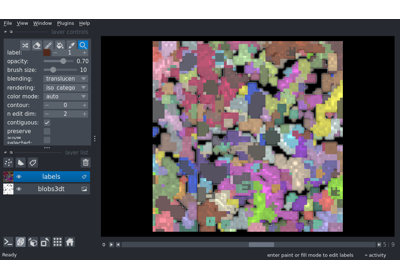 File View Window Plugins Help
layer controls
label: 1
opacity: 0.70
brush size: 10
blending: translucen
rendering: iso_catego
color mode: auto
contour: 0
n edit dim: 2
contiguous:
preserve
layer list
labels
blobs3dt
Ready enter paint or fill mode to edit labels activity